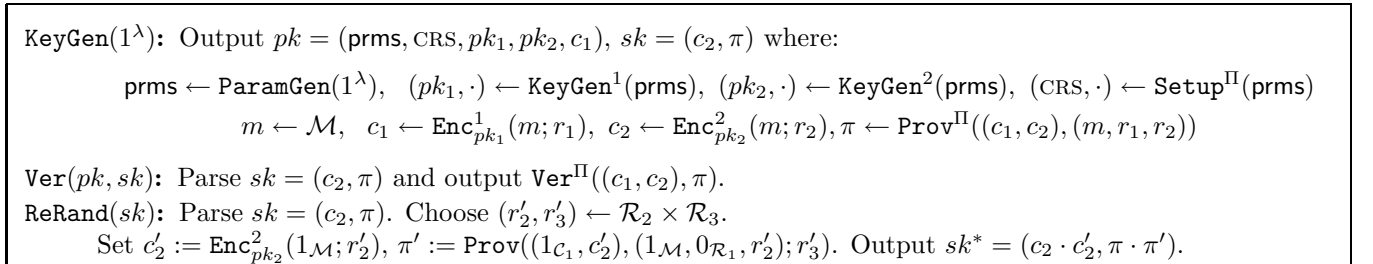 KeyGen(1^λ): Output pk = (prms, CRS, pk_1, pk_2, c_1), sk = (c_2, π) where:
prms ← ParamGen(1^λ), (pk_1, ·) ← KeyGen^1(prms), (pk_2, ·) ← KeyGen^2(prms), (CRS, ·) ← Setup^Π(prms)
m ← ℳ, c_1 ← Enc^1_{pk_1}(m; r_1), c_2 ← Enc^2_{pk_2}(m; r_2), π ← Prov^Π((c_1, c_2), (m, r_1, r_2))
Ver(pk, sk): Parse sk = (c_2, π) and output Ver^Π((c_1, c_2), π).
ReRand(sk): Parse sk = (c_2, π). Choose (r'_2, r'_3) ← ℛ_2 × ℛ_3.
Set c'_2 := Enc^2_{pk_2}(1_ℳ; r'_2), π' := Prov((1_{𝒞_1}, c'_2), (1_ℳ, 0_{ℛ_1}, r'_2); r'_3). Output sk* = (c_2 · c'_2, π · π').